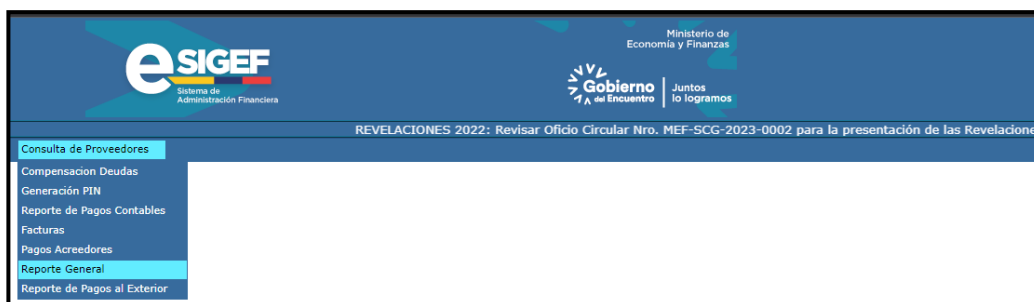 Ministerio de
Economía y Finanzas
eSIGEF
Sistema de
Administración Financiera
Gobierno
del Encuentro
Juntos
lo logramos
REVELACIONES 2022: Revisar Oficio Circular Nro. MEF-SCG-2023-0002 para la presentación de las Revelacione
Consulta de Proveedores
Compensacion Deudas
Generación PIN
Reporte de Pagos Contables
Facturas
Pagos Acreedores
Reporte General
Reporte de Pagos al Exterior